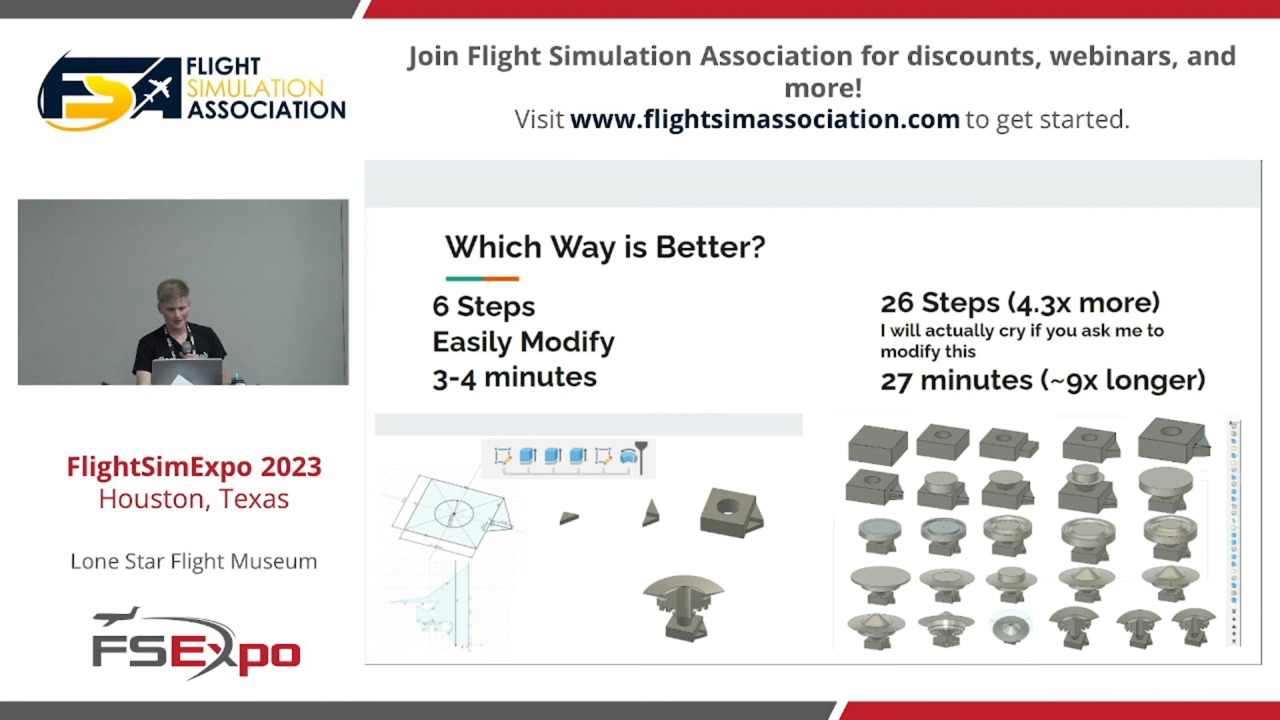 FLIGHT
SIMULATION
ASSOCIATION
Join Flight Simulation Association for discounts, webinars, and
more!
Visit www.flightsimassociation.com to get started.
Which Way is Better?
6 Steps
Easily Modify
3-4 minutes
26 Steps (4.3x more)
I will actually cry if you ask me to
modify this
27 minutes (~9x longer)
FlightSimExpo 2023
Houston, Texas
Lone Star Flight Museum
FSExpo